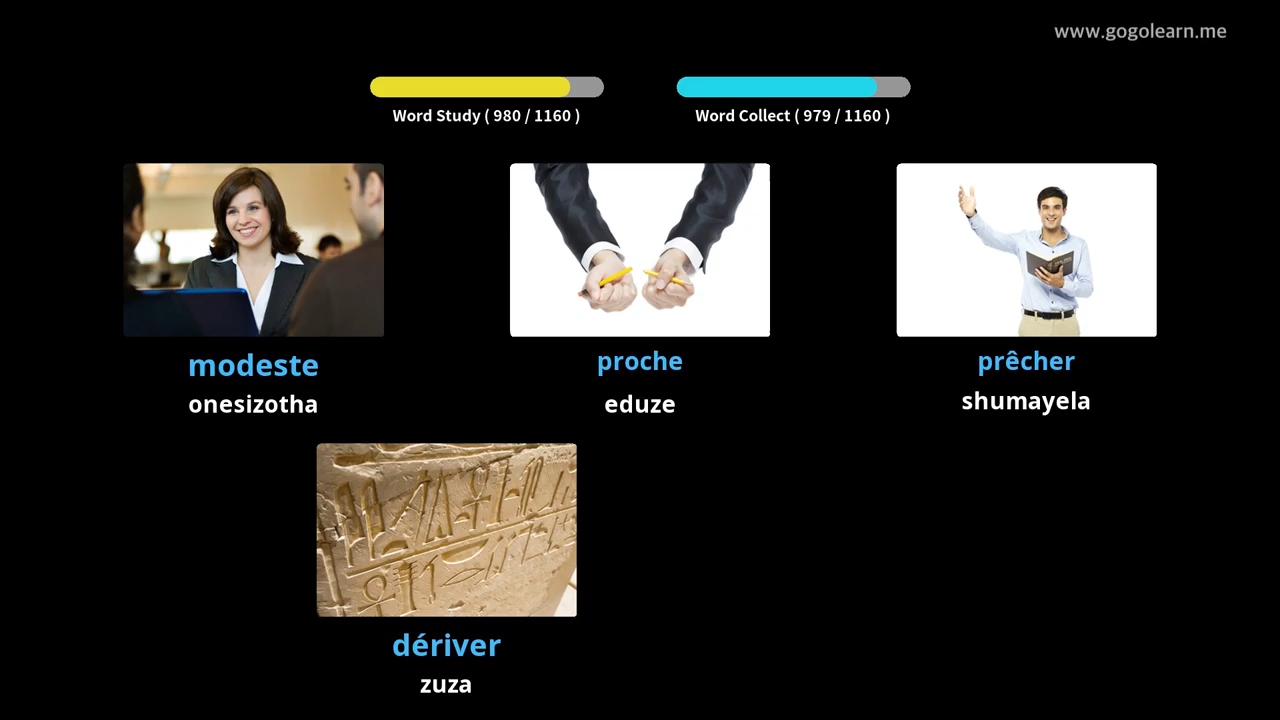 www.gogolearn.me
Word Study ( 980 / 1160 )
Word Collect ( 979 / 1160 )
modeste
onesizotha
proche
eduze
prêcher
shumayela
dériver
zuza